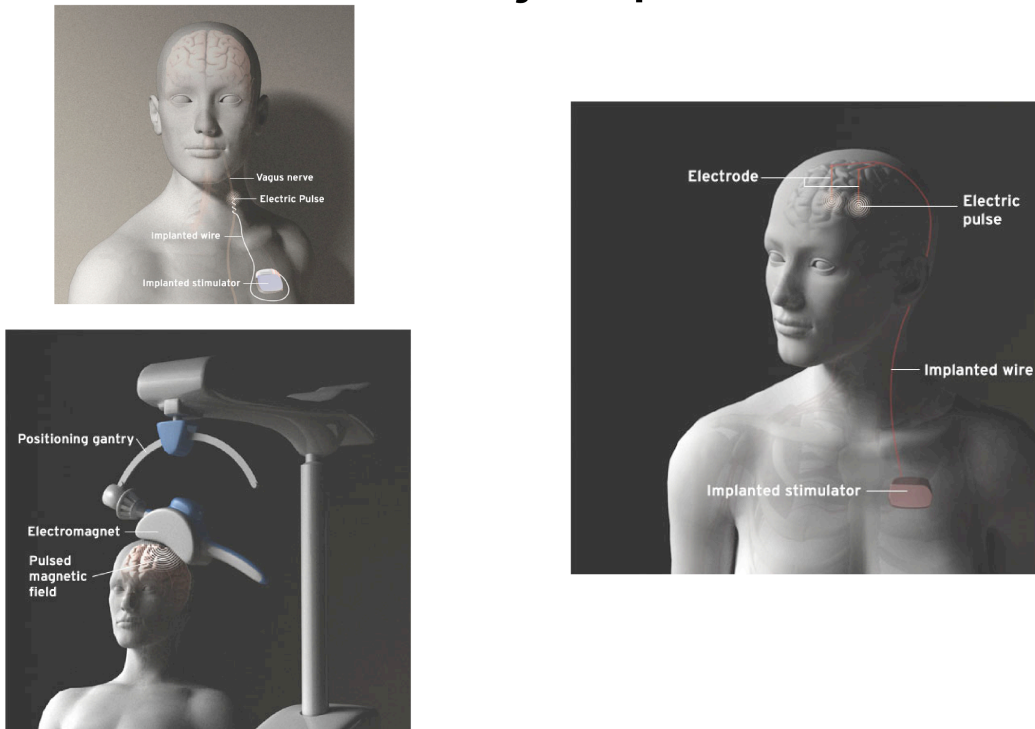 Vagus nerve
Electric Pulse
Implanted wire
Implanted stimulator
Positioning gantry
Electromagnet
Pulsed
magnetic
field
Electrode
Electric
pulse
Implanted wire
Implanted stimulator